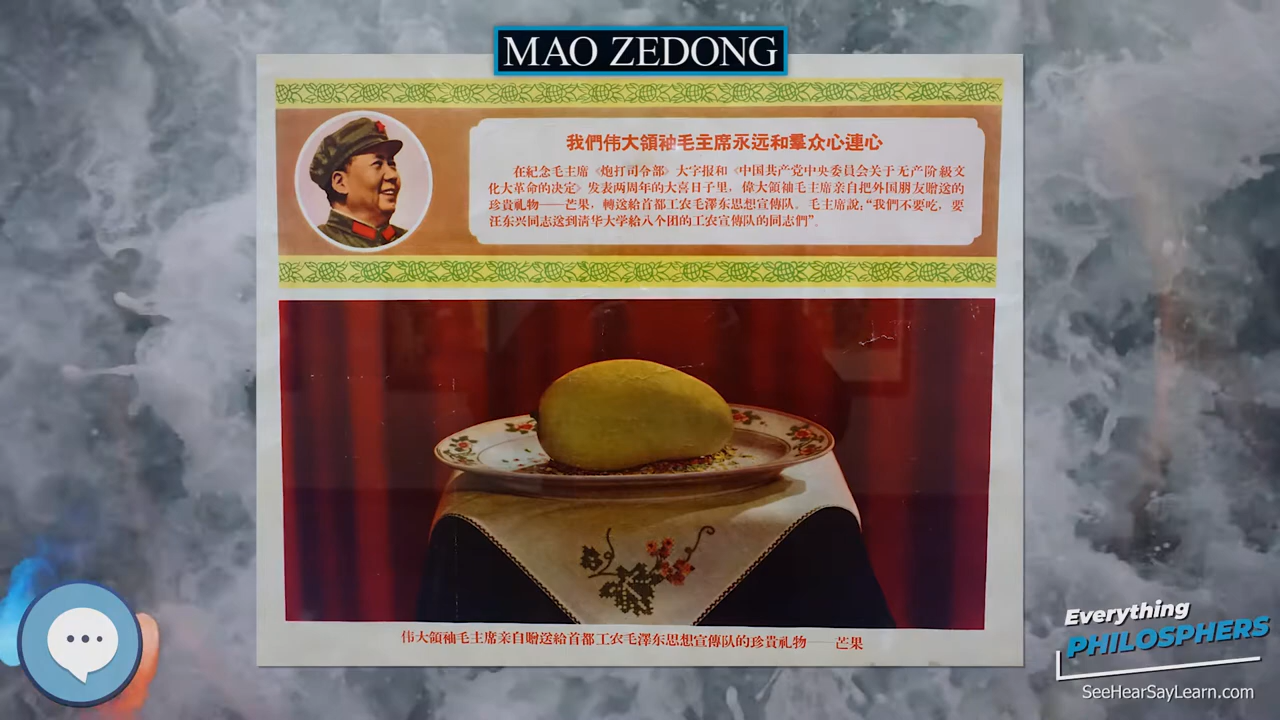 MAO ZEDONG
我們伟大領袖毛主席永远和羣众心連心
在紀念毛主席《炮打司令部》大字报和《中国共产党中央委員会关于无产阶級文
化大革命的决定》发表两周年的大喜日子里，偉大領袖毛主席亲自把外国朋友贈送的
珍貴礼物——芒果，轉送給首都工农毛澤东思想宣傳队。毛主席說：“我們不要吃，要
汪东兴同志送到清华大学給八个团的工农宣傳队的同志們”。
伟大領袖毛主席亲自贈送給首都工农毛澤东思想宣傳队的珍貴礼物——芒果
Everything
PHILOSPHERS
SeeHearSayLearn.com